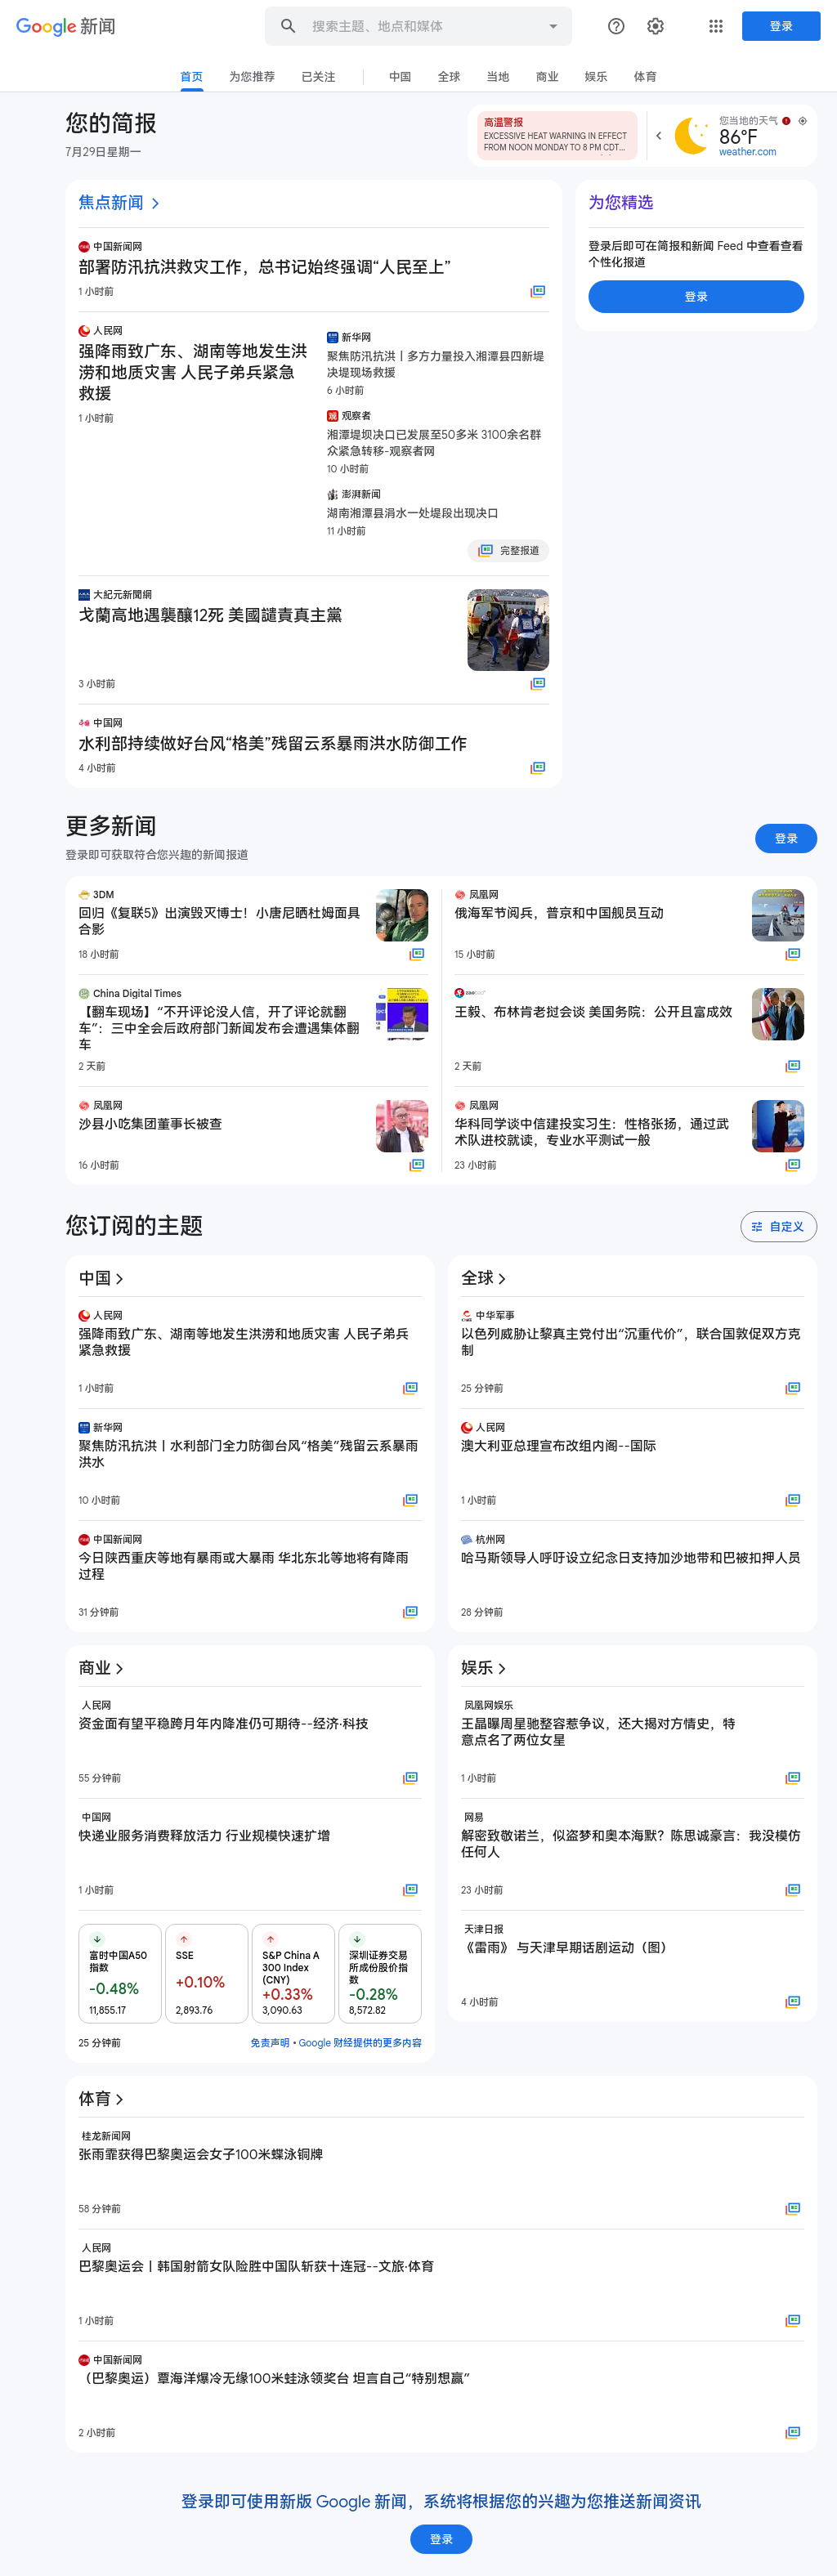 Google 新闻
搜索主题、地点和媒体
登录
首页
为您推荐
已关注
中国
全球
当地
商业
娱乐
体育
您的简报
7月29日星期一
高温警报
EXCESSIVE HEAT WARNING IN EFFECT
FROM NOON MONDAY TO 8 PM CDT…
您当地的天气
86°F
weather.com
焦点新闻
中国新闻网
部署防汛抗洪救灾工作，总书记始终强调“人民至上”
1 小时前
人民网
强降雨致广东、湖南等地发生洪
涝和地质灾害 人民子弟兵紧急
救援
1 小时前
新华网
聚焦防汛抗洪丨多方力量投入湘潭县四新堤
决堤现场救援
6 小时前
观察者
湘潭堤坝决口已发展至50多米 3100余名群
众紧急转移-观察者网
10 小时前
澎湃新闻
湖南湘潭县涓水一处堤段出现决口
11 小时前
完整报道
大紀元新聞網
戈蘭高地遇襲釀12死 美國譴責真主黨
3 小时前
中国网
水利部持续做好台风“格美”残留云系暴雨洪水防御工作
4 小时前
为您精选
登录后即可在简报和新闻 Feed 中查看查看
个性化报道
登录
更多新闻
登录即可获取符合您兴趣的新闻报道
登录
3DM
回归《复联5》出演毁灭博士！小唐尼晒杜姆面具
合影
18 小时前
凤凰网
俄海军节阅兵，普京和中国舰员互动
15 小时前
China Digital Times
【翻车现场】“不开评论没人信，开了评论就翻
车”：三中全会后政府部门新闻发布会遭遇集体翻
车
2 天前
王毅、布林肯老挝会谈 美国务院：公开且富成效
2 天前
凤凰网
沙县小吃集团董事长被查
16 小时前
凤凰网
华科同学谈中信建投实习生：性格张扬，通过武
术队进校就读，专业水平测试一般
23 小时前
您订阅的主题
自定义
中国
人民网
强降雨致广东、湖南等地发生洪涝和地质灾害 人民子弟兵
紧急救援
1 小时前
新华网
聚焦防汛抗洪丨水利部门全力防御台风“格美”残留云系暴雨
洪水
10 小时前
中国新闻网
今日陕西重庆等地有暴雨或大暴雨 华北东北等地将有降雨
过程
31 分钟前
全球
中华军事
以色列威胁让黎真主党付出“沉重代价”，联合国敦促双方克
制
25 分钟前
人民网
澳大利亚总理宣布改组内阁--国际
1 小时前
杭州网
哈马斯领导人呼吁设立纪念日支持加沙地带和巴被扣押人员
28 分钟前
商业
人民网
资金面有望平稳跨月年内降准仍可期待--经济·科技
55 分钟前
中国网
快递业服务消费释放活力 行业规模快速扩增
1 小时前
富时中国A50
指数
-0.48%
11,855.17
SSE
+0.10%
2,893.76
S&P China A
300 Index
(CNY)
+0.33%
3,090.63
深圳证券交易
所成份股价指
数
-0.28%
8,572.82
25 分钟前
免责声明 • Google 财经提供的更多内容
娱乐
凤凰网娱乐
王晶曝周星驰整容惹争议，还大揭对方情史，特
意点名了两位女星
1 小时前
网易
解密致敬诺兰，似盗梦和奥本海默？陈思诚豪言：我没模仿
任何人
23 小时前
天津日报
《雷雨》 与天津早期话剧运动（图）
4 小时前
体育
桂龙新闻网
张雨霏获得巴黎奥运会女子100米蝶泳铜牌
58 分钟前
人民网
巴黎奥运会丨韩国射箭女队险胜中国队斩获十连冠--文旅·体育
1 小时前
中国新闻网
（巴黎奥运）覃海洋爆冷无缘100米蛙泳领奖台 坦言自己“特别想赢”
2 小时前
登录即可使用新版 Google 新闻，系统将根据您的兴趣为您推送新闻资讯
登录